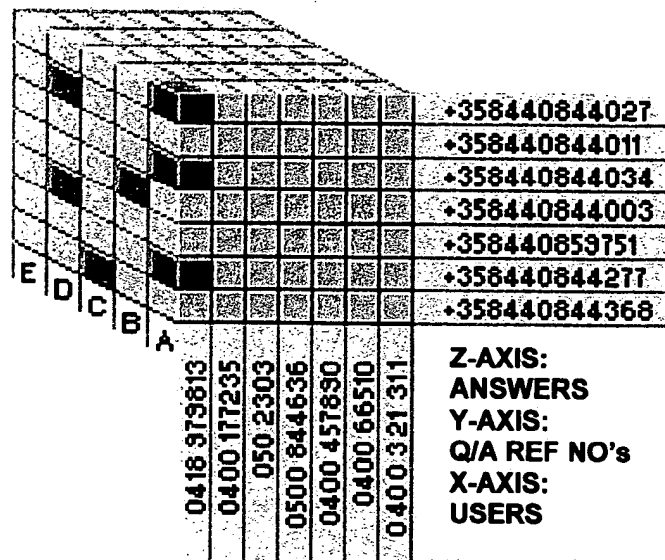 +358440844027
+358440844011
+358440844034
+358440844003
+358440859751
+358440844277
+358440844368
E D C B A
0418 979813
0400 177235
050 2303
0500 844636
0400 457890
0400 66510
0400 321 311
Z-AXIS:
ANSWERS
Y-AXIS:
Q/A REF NO's
X-AXIS:
USERS